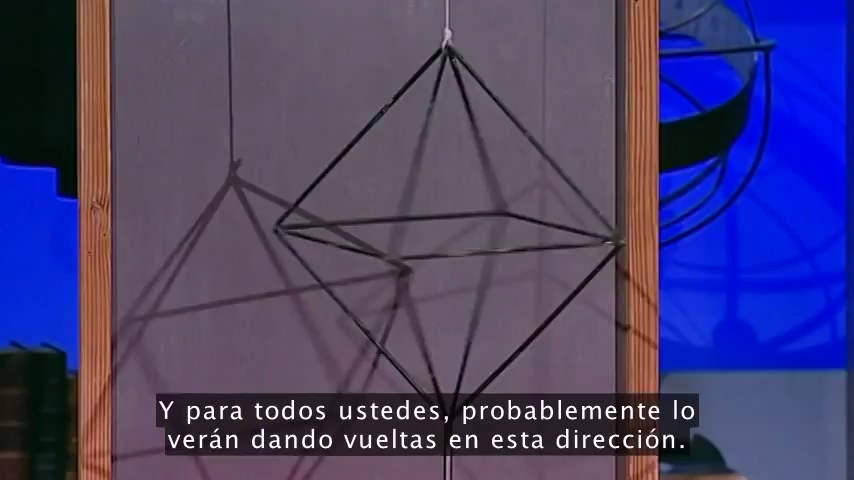 Y para todos ustedes, probablemente lo
verán dando vueltas en esta dirección.